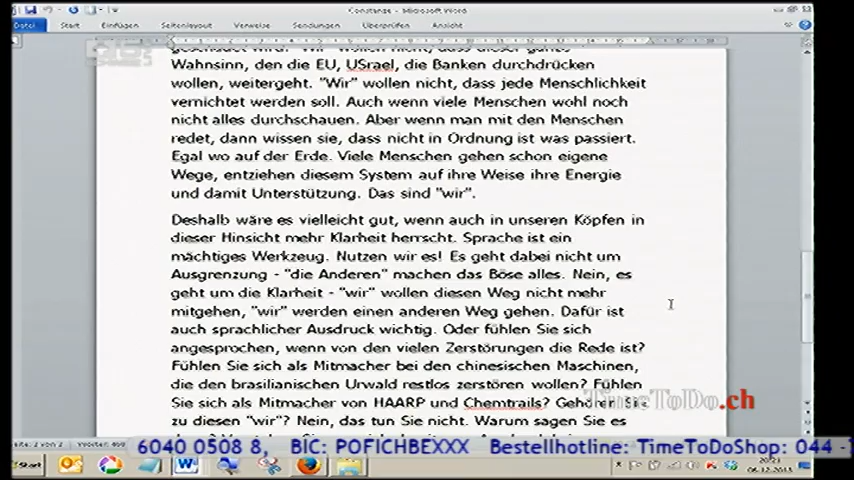 Constanze - Microsoft Word
Datei Start Einfügen Seitenlayout Verweise Sendungen Überprüfen Ansicht
Wahnsinn, den die EU, USrael, die Banken durchdrücken
wollen, weitergeht. "Wir" wollen nicht, dass jede Menschlichkeit
vernichtet werden soll. Auch wenn viele Menschen wohl noch
nicht alles durchschauen. Aber wenn man mit den Menschen
redet, dann wissen sie, dass nicht in Ordnung ist was passiert.
Egal wo auf der Erde. Viele Menschen gehen schon eigene
Wege, entziehen diesem System auf ihre Weise ihre Energie
und damit Unterstützung. Das sind "wir".
Deshalb wäre es vielleicht gut, wenn auch in unseren Köpfen in
dieser Hinsicht mehr Klarheit herrscht. Sprache ist ein
mächtiges Werkzeug. Nutzen wir es! Es geht dabei nicht um
Ausgrenzung - "die Anderen" machen das Böse alles. Nein, es
geht um die Klarheit - "wir" wollen diesen Weg nicht mehr
mitgehen, "wir" werden einen anderen Weg gehen. Dafür ist
auch sprachlicher Ausdruck wichtig. Oder fühlen Sie sich
angesprochen, wenn von den vielen Zerstörungen die Rede ist?
Fühlen Sie sich als Mitmacher bei den chinesischen Maschinen,
die den brasilianischen Urwald restlos zerstören wollen? Fühlen
Sie sich als Mitmacher von HAARP und Chemtrails? Gehören Sie
TimeToDo.ch
zu diesen "wir"? Nein, das tun Sie nicht. Warum sagen Sie es
6040 0508 8, BIC: POFICHBEXXX Bestellhotline: TimeToDoShop: 044 -
Start
20:23
06.12.2013